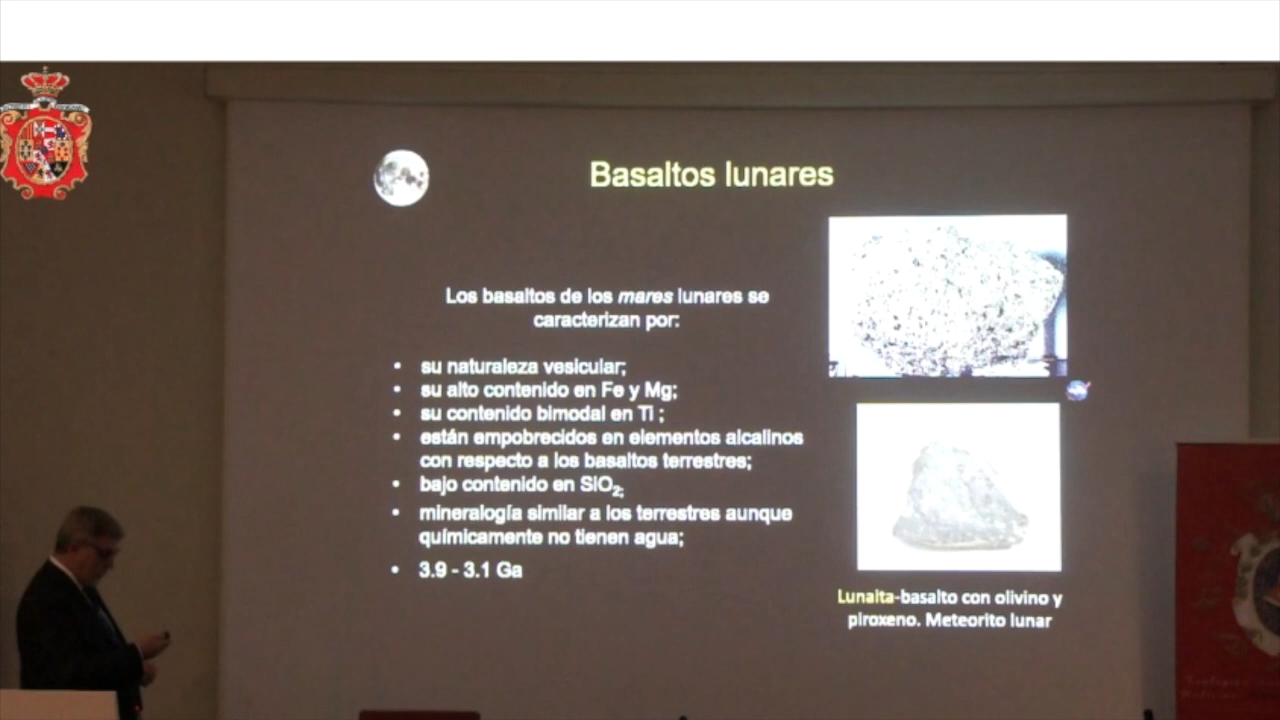 Basaltos lunares
Los basaltos de los mares lunares se
caracterizan por:
• su naturaleza vesicular;
• su alto contenido en Fe y Mg;
• su contenido bimodal en Ti ;
• están empobrecidos en elementos alcalinos
con respecto a los basaltos terrestres;
• bajo contenido en SiO₂;
• mineralogía similar a los terrestres aunque
químicamente no tienen agua;
• 3.9 - 3.1 Ga
Lunaita-basalto con olivino y
piroxeno. Meteorito lunar